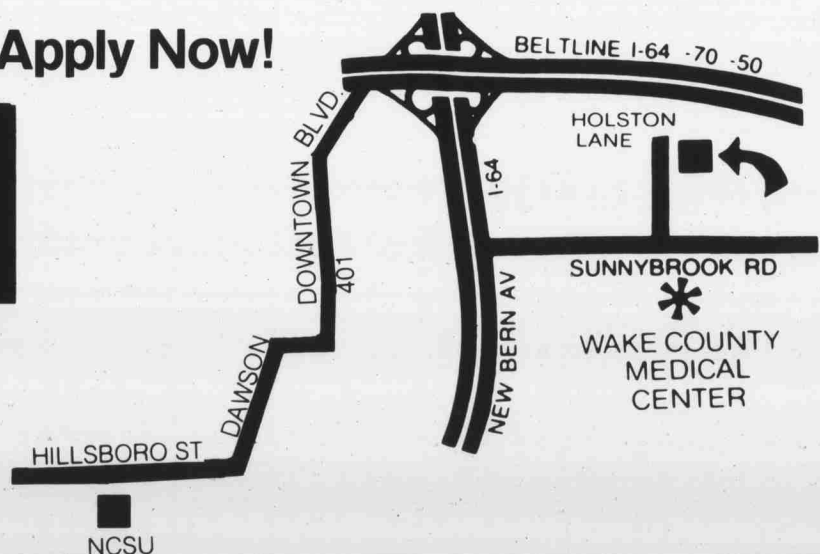 Apply Now!
BELTLINE I-64 -70 -50
HOLSTON
LANE
DOWNTOWN BLVD.
401
I-64
SUNNYBROOK RD
NEW BERN AV
WAKE COUNTY
MEDICAL
CENTER
DAWSON
HILLSBORO ST
NCSU